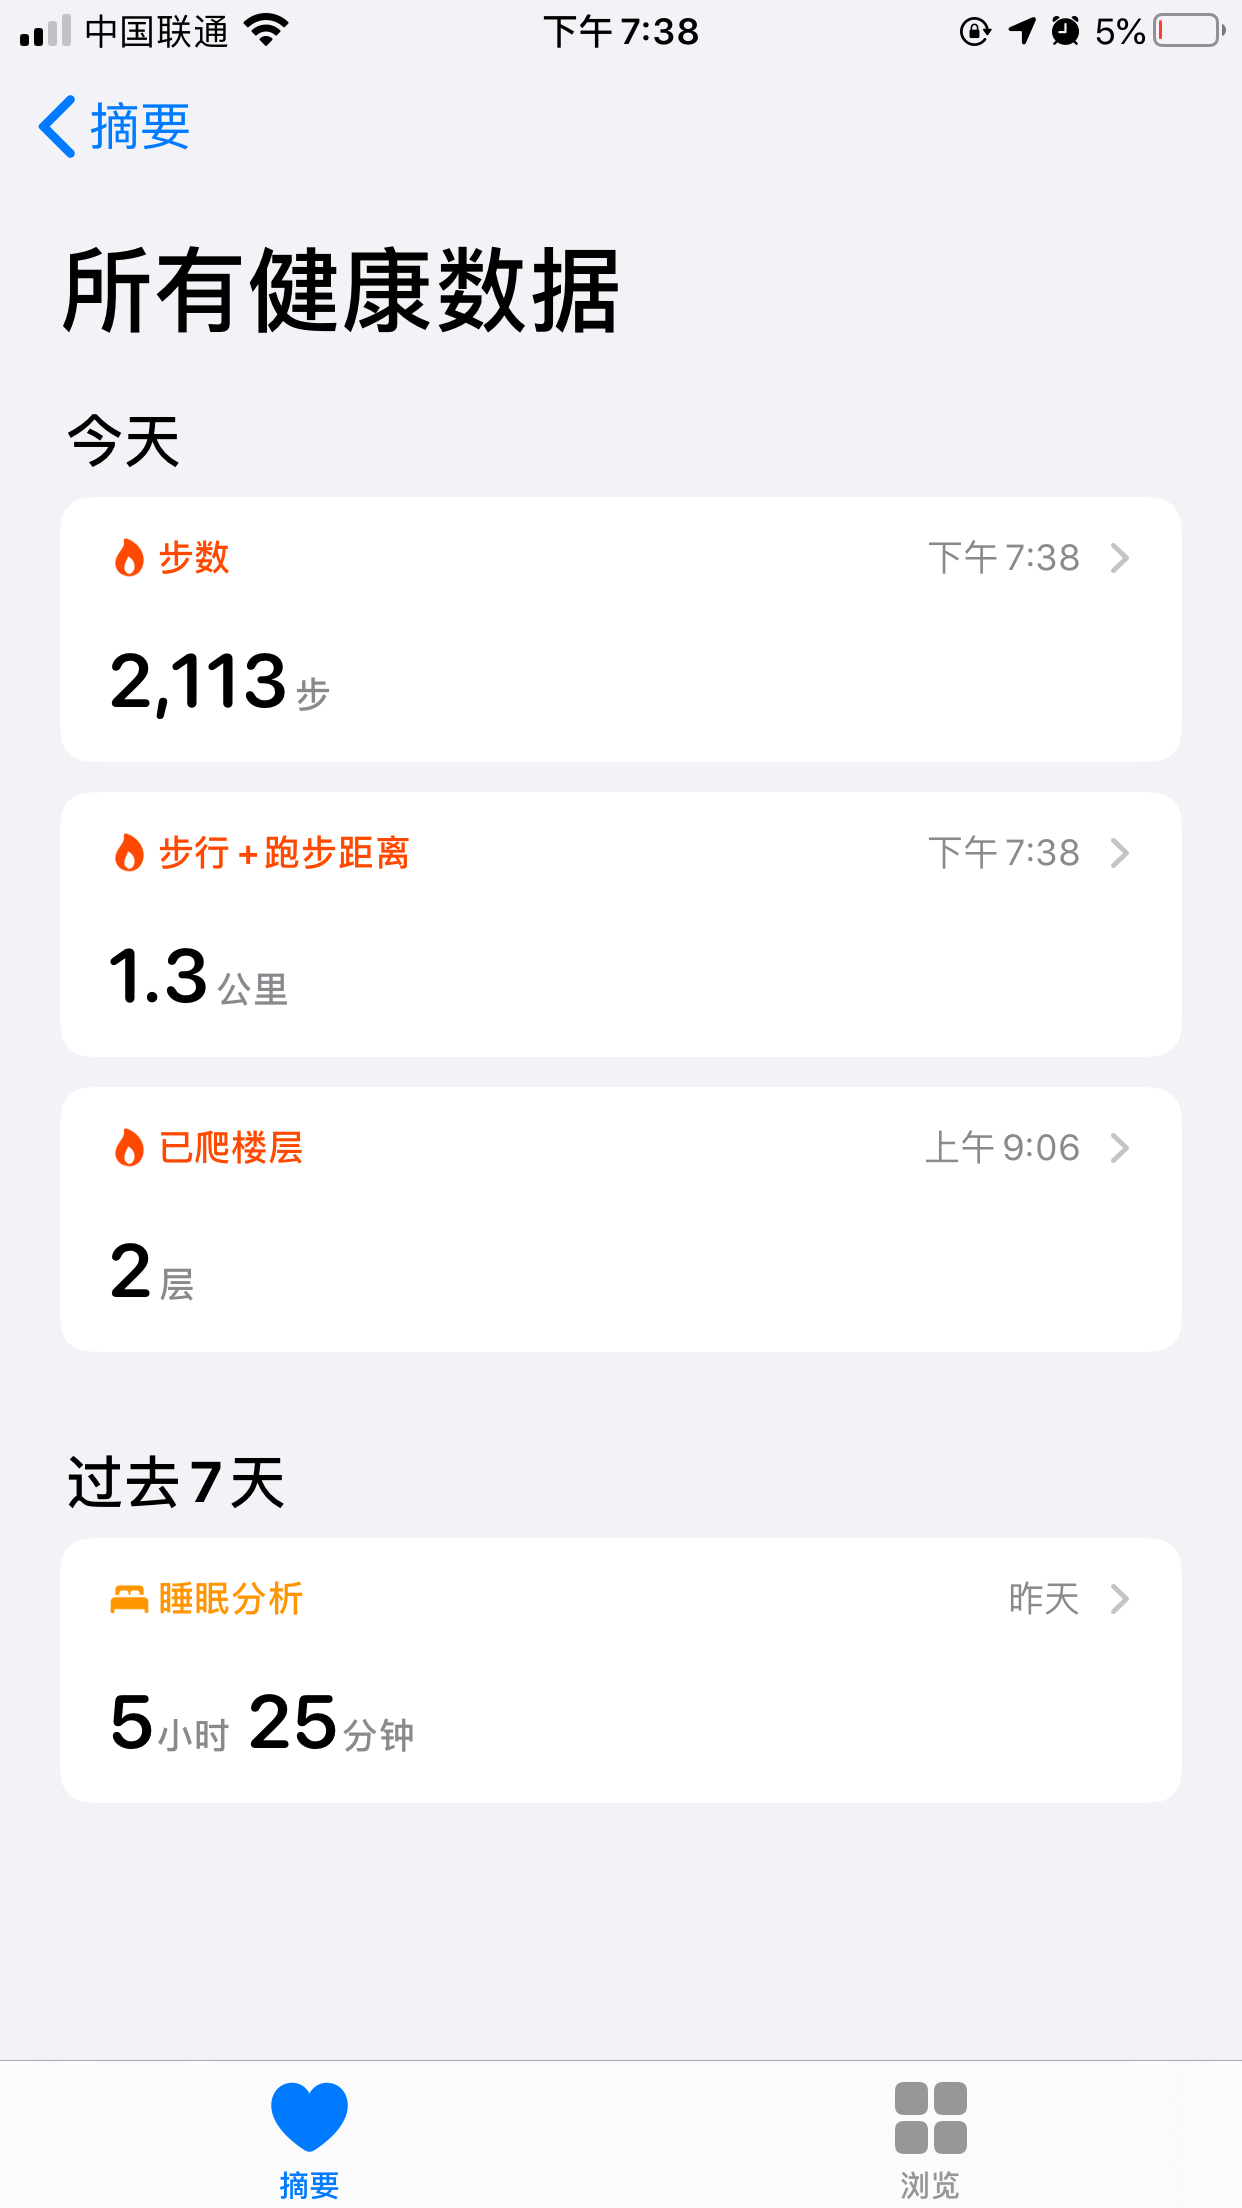 中国联通 下午 7:38 5%
摘要
所有健康数据
今天
步数 下午 7:38
2,113 步
步行 + 跑步距离 下午 7:38
1.3 公里
已爬楼层 上午 9:06
2 层
过去 7 天
睡眠分析 昨天
5小时 25分钟
摘要 浏览